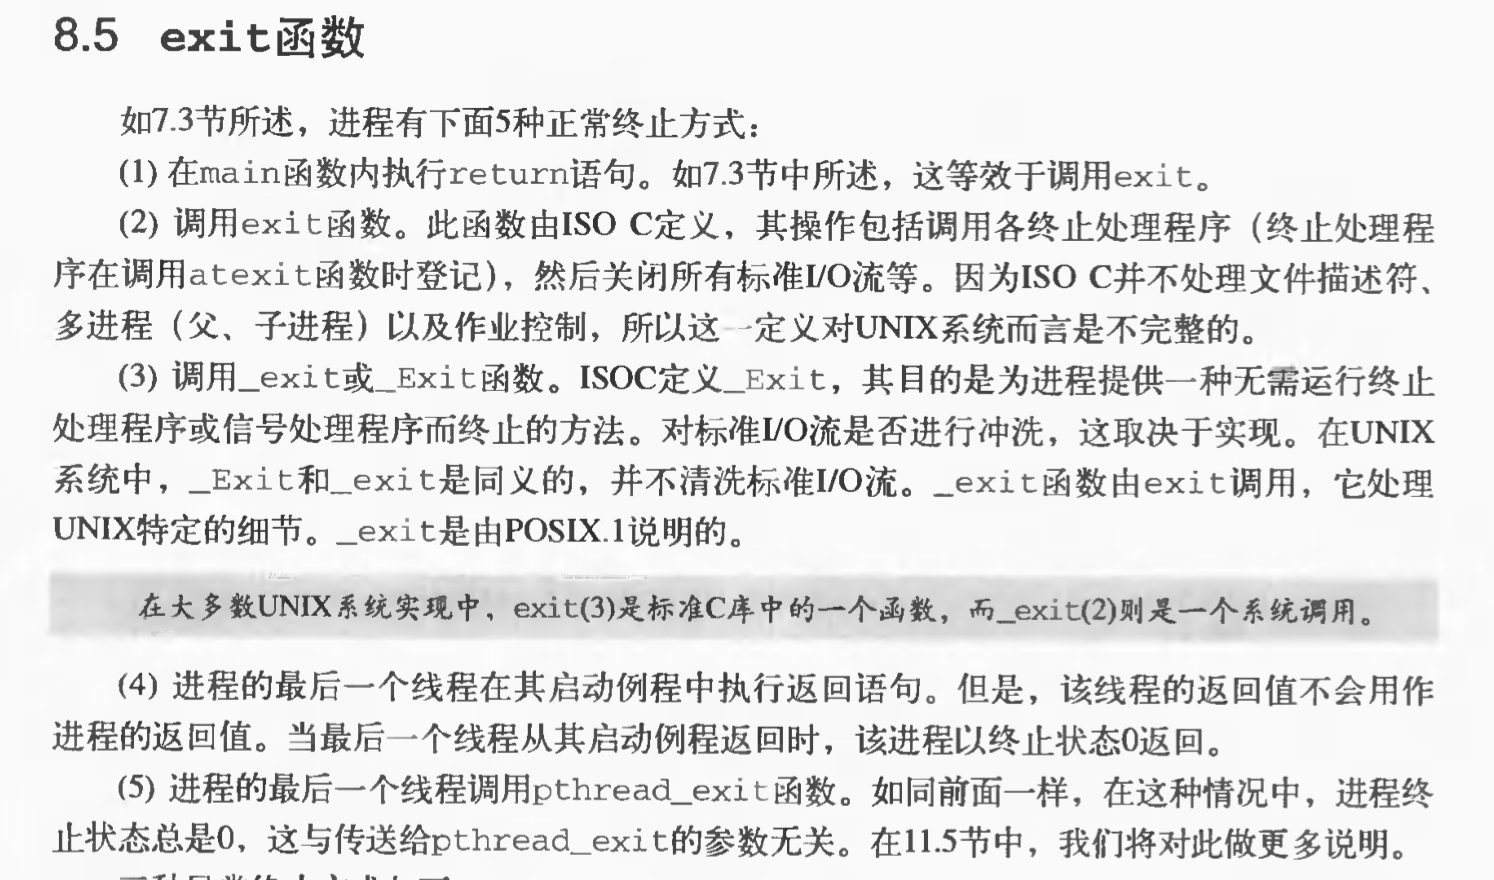 8.5 exit函数
如7.3节所述，进程有下面5种正常终止方式：
(1) 在main函数内执行return语句。如7.3节中所述，这等效于调用exit。
(2) 调用exit函数。此函数由ISO C定义，其操作包括调用各终止处理程序（终止处理程
序在调用atexit函数时登记），然后关闭所有标准I/O流等。因为ISO C并不处理文件描述符、
多进程（父、子进程）以及作业控制，所以这一定义对UNIX系统而言是不完整的。
(3) 调用_exit或_Exit函数。ISOC定义_Exit，其目的是为进程提供一种无需运行终止
处理程序或信号处理程序而终止的方法。对标准I/O流是否进行冲洗，这取决于实现。在UNIX
系统中，_Exit和_exit是同义的，并不清洗标准I/O流。_exit函数由exit调用，它处理
UNIX特定的细节。_exit是由POSIX.1说明的。
在大多数UNIX系统实现中，exit(3)是标准C库中的一个函数，而_exit(2)则是一个系统调用。
(4) 进程的最后一个线程在其启动例程中执行返回语句。但是，该线程的返回值不会用作
进程的返回值。当最后一个线程从其启动例程返回时，该进程以终止状态0返回。
(5) 进程的最后一个线程调用pthread_exit函数。如同前面一样，在这种情况中，进程终
止状态总是0，这与传送给pthread_exit的参数无关。在11.5节中，我们将对此做更多说明。